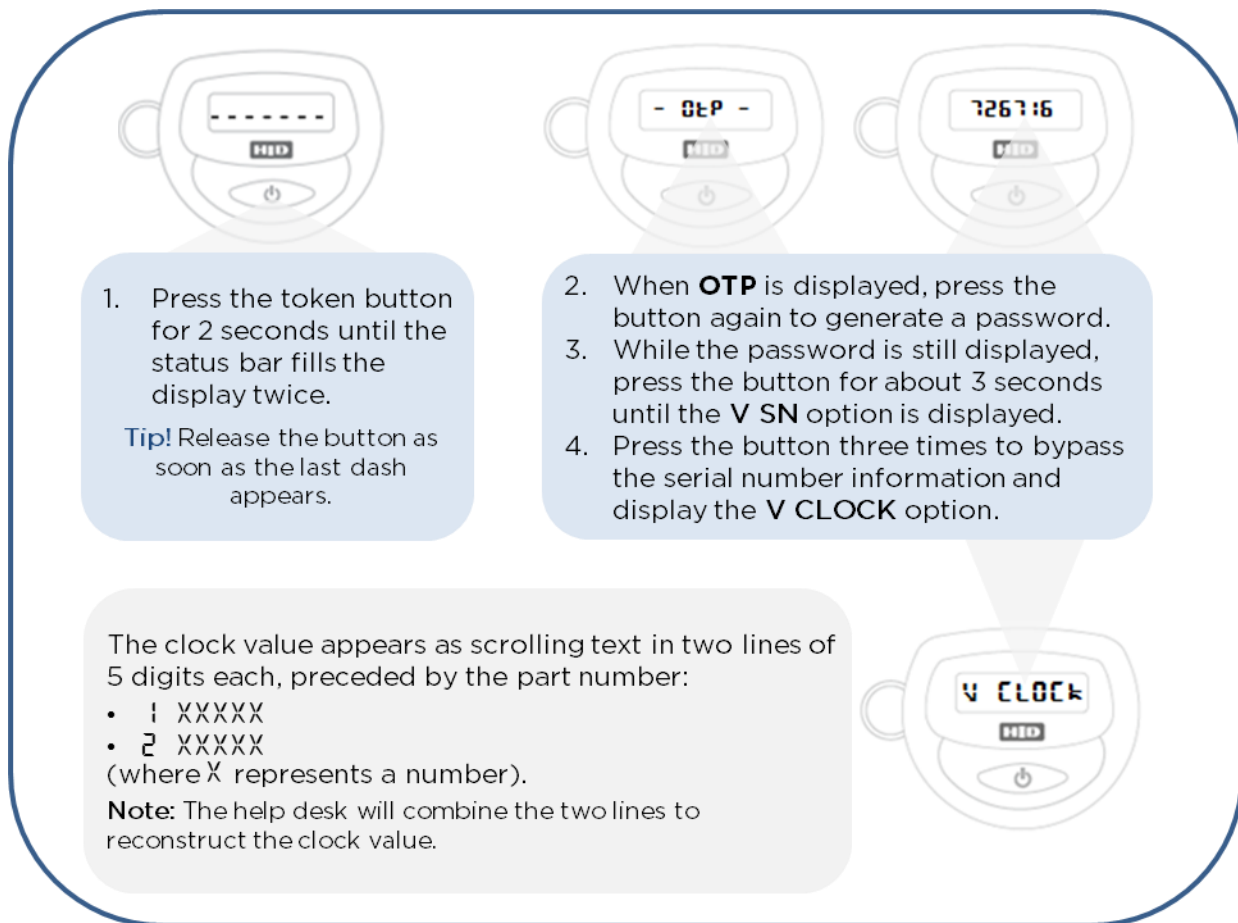 - - - - - - -
HID
- OtP -
HID
726716
HID
1. Press the token button
for 2 seconds until the
status bar fills the
display twice.
Tip! Release the button as
soon as the last dash
appears.
2. When OTP is displayed, press the
button again to generate a password.
3. While the password is still displayed,
press the button for about 3 seconds
until the V SN option is displayed.
4. Press the button three times to bypass
the serial number information and
display the V CLOCK option.
The clock value appears as scrolling text in two lines of
5 digits each, preceded by the part number:
• 1 XXXXX
• 2 XXXXX
(where X represents a number).
Note: The help desk will combine the two lines to
reconstruct the clock value.
V CLOCk
HID